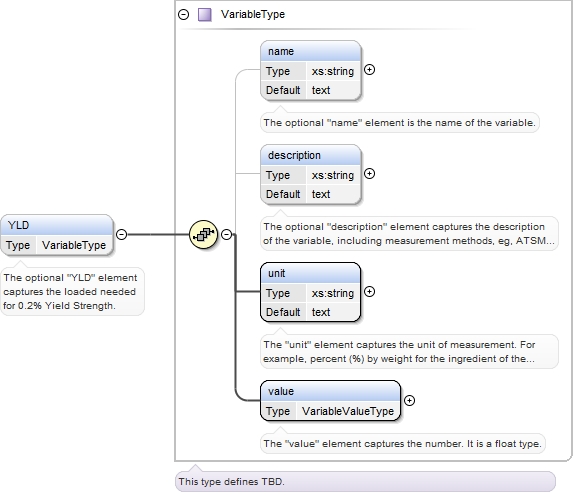 VariableType
name
Type xs:string
Default text
The optional "name" element is the name of the variable.
description
Type xs:string
Default text
The optional "description" element captures the description
of the variable, including measurement methods, eg, ATSM...
YLD
Type VariableType
The optional "YLD" element
captures the loaded needed
for 0.2% Yield Strength.
unit
Type xs:string
Default text
The "unit" element captures the unit of measurement. For
example, percent (%) by weight for the ingredient of the...
value
Type VariableValueType
The "value" element captures the number. It is a float type.
This type defines TBD.